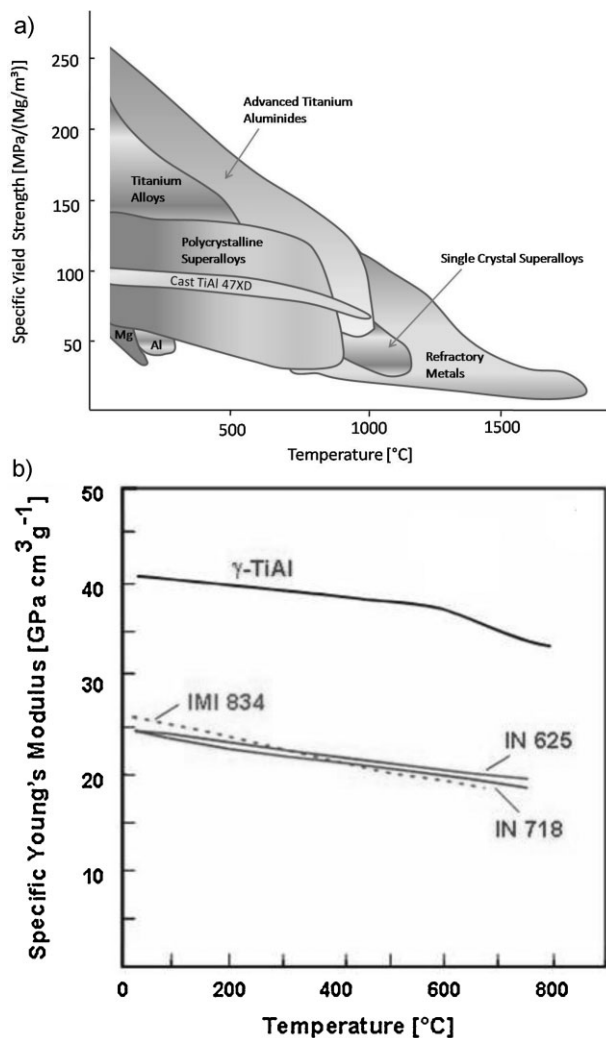 a)
Specific Yield Strength [MPa/(Mg/m³)]
250
200
150
100
50
Advanced Titanium
Aluminides
Titanium
Alloys
Polycrystalline
Superalloys
Single Crystal Superalloys
Cast TiAl 47XD
Mg
Al
Refractory
Metals
500
1000
1500
Temperature [°C]
b)
Specific Young's Modulus [GPa cm³g⁻¹]
50
40
30
20
10
γ-TiAl
IMI 834
IN 625
IN 718
0
200
400
600
800
Temperature [°C]